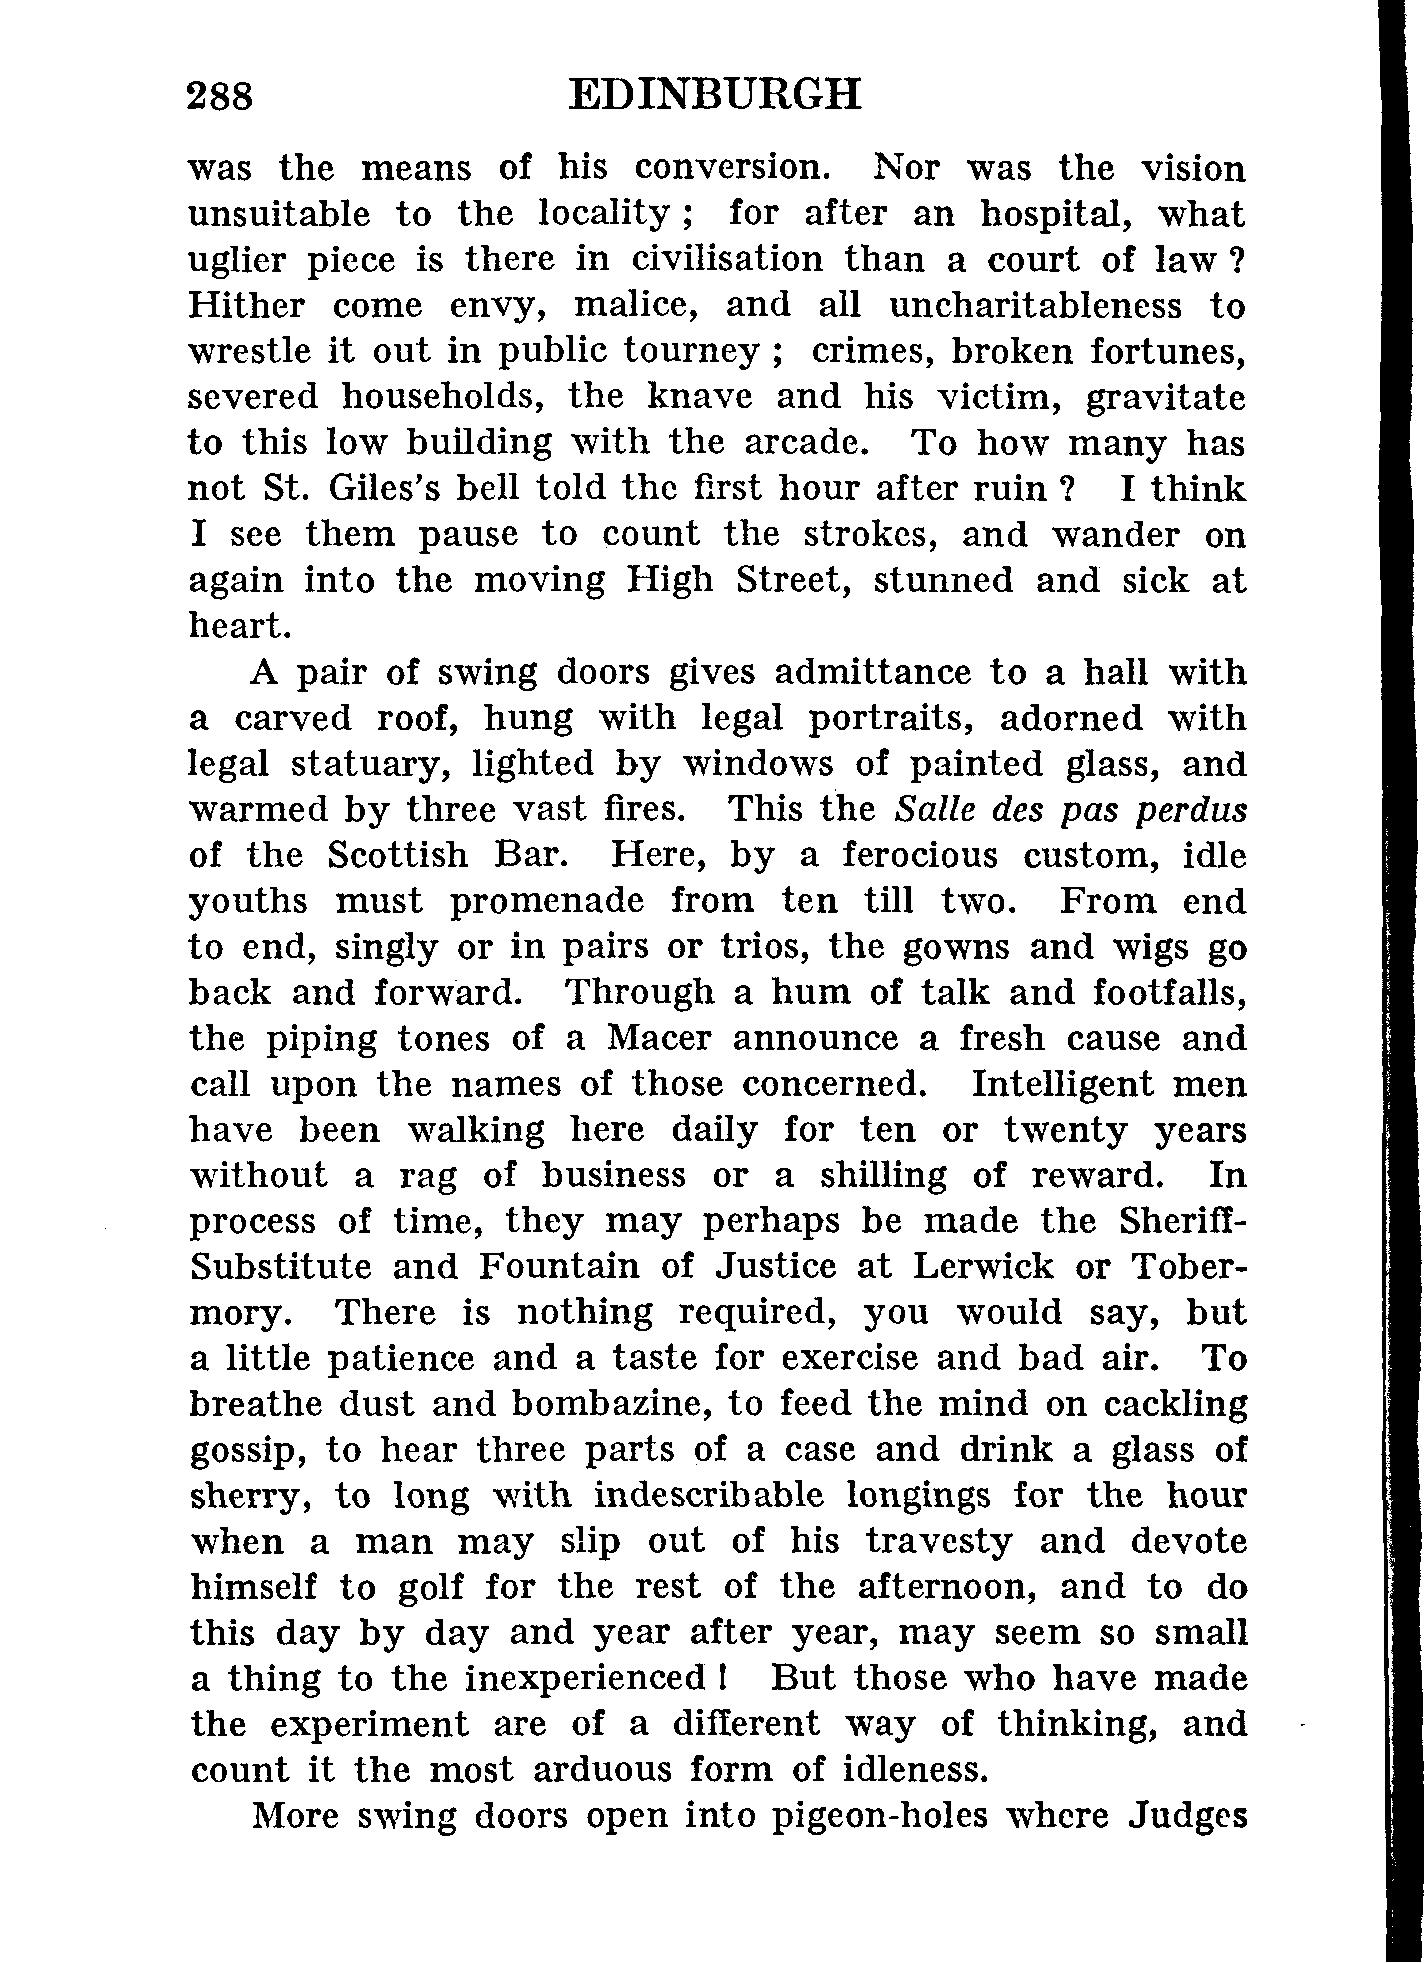 288 EDINBURGH
was the means of his conversion. Nor was the vision
unsuitable to the locality ; for after an hospital, what
uglier piece is there in civilisation than a court of law ?
Hither come envy, malice, and all uncharitableness to
wrestle it out in public tourney ; crimes, broken fortunes,
severed households, the knave and his victim, gravitate
to this low building with the arcade. To how many has
not St. Giles's bell told the first hour after ruin ? I think
I see them pause to count the strokes, and wander on
again into the moving High Street, stunned and sick at
heart.
A pair of swing doors gives admittance to a hall with
a carved roof, hung with legal portraits, adorned with
legal statuary, lighted by windows of painted glass, and
warmed by three vast fires. This the Salle des pas perdus
of the Scottish Bar. Here, by a ferocious custom, idle
youths must promenade from ten till two. From end
to end, singly or in pairs or trios, the gowns and wigs go
back and forward. Through a hum of talk and footfalls,
the piping tones of a Macer announce a fresh cause and
call upon the names of those concerned. Intelligent men
have been walking here daily for ten or twenty years
without a rag of business or a shilling of reward. In
process of time, they may perhaps be made the Sheriff-
Substitute and Fountain of Justice at Lerwick or Tober-
mory. There is nothing required, you would say, but
a little patience and a taste for exercise and bad air. To
breathe dust and bombazine, to feed the mind on cackling
gossip, to hear three parts of a case and drink a glass of
sherry, to long with indescribable longings for the hour
when a man may slip out of his travesty and devote
himself to golf for the rest of the afternoon, and to do
this day by day and year after year, may seem so small
a thing to the inexperienced ! But those who have made
the experiment are of a different way of thinking, and
count it the most arduous form of idleness.
More swing doors open into pigeon-holes where Judges